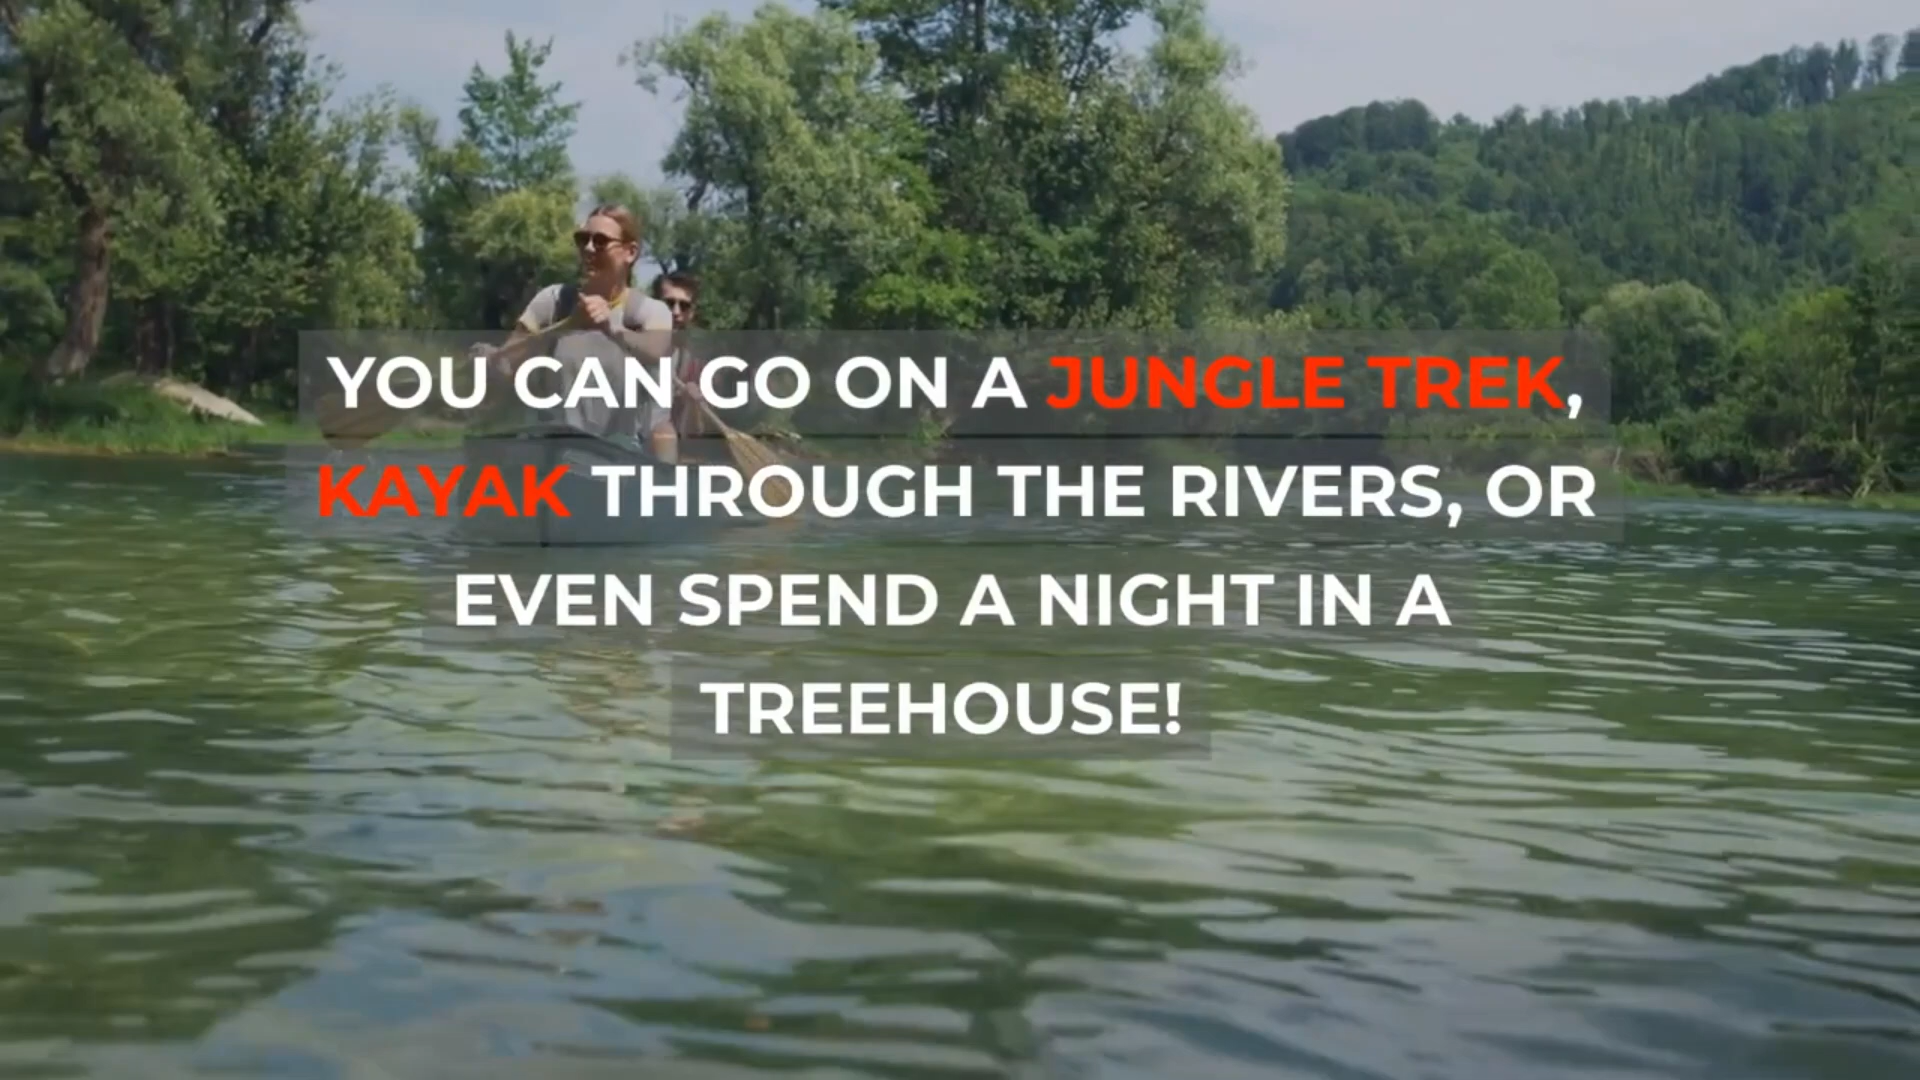 YOU CAN GO ON A JUNGLE TREK,
KAYAK THROUGH THE RIVERS, OR
EVEN SPEND A NIGHT IN A
TREEHOUSE!